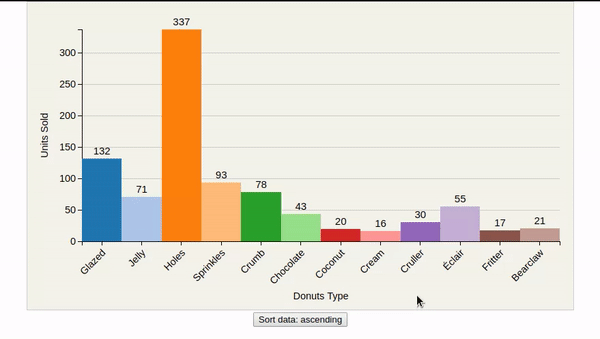 337
300
250
200
150
100
50
0
Units Sold
132
71
93
78
43
20
16
30
55
17
21
Glazed
Jelly
Holes
Sprinkles
Crumb
Chocolate
Coconut
Cream
Cruller
Éclair
Fritter
Bearclaw
Donuts Type
Sort data: ascending